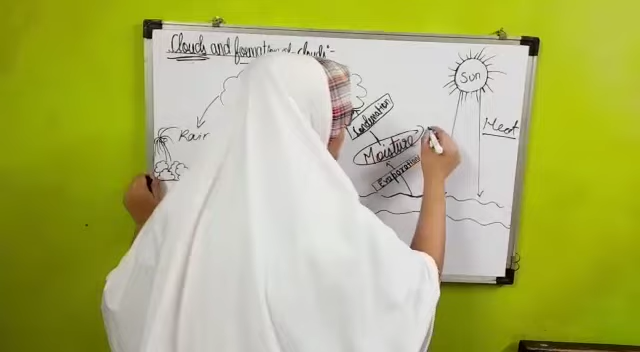 Clouds and formation of clouds:-
Sun
Heat
Rain
Condensation
Moisture
Evaporation